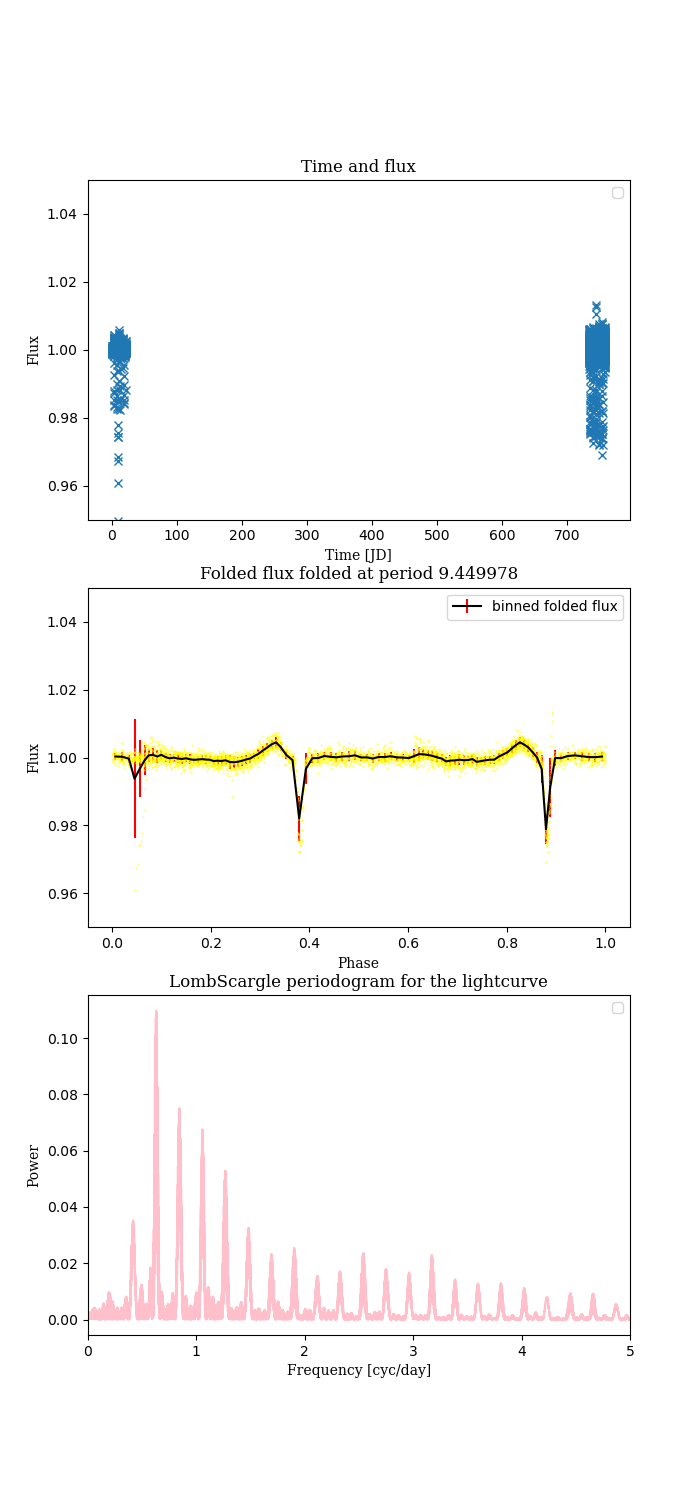 Time and flux
1.04
1.02
1.00
0.98
0.96
Flux
0 100 200 300 400 500 600 700
Time [JD]
Folded flux folded at period 9.449978
binned folded flux
1.04
1.02
1.00
0.98
0.96
Flux
0.0 0.2 0.4 0.6 0.8 1.0
Phase
LombScargle periodogram for the lightcurve
0.10
0.08
0.06
0.04
0.02
0.00
Power
0 1 2 3 4 5
Frequency [cyc/day]